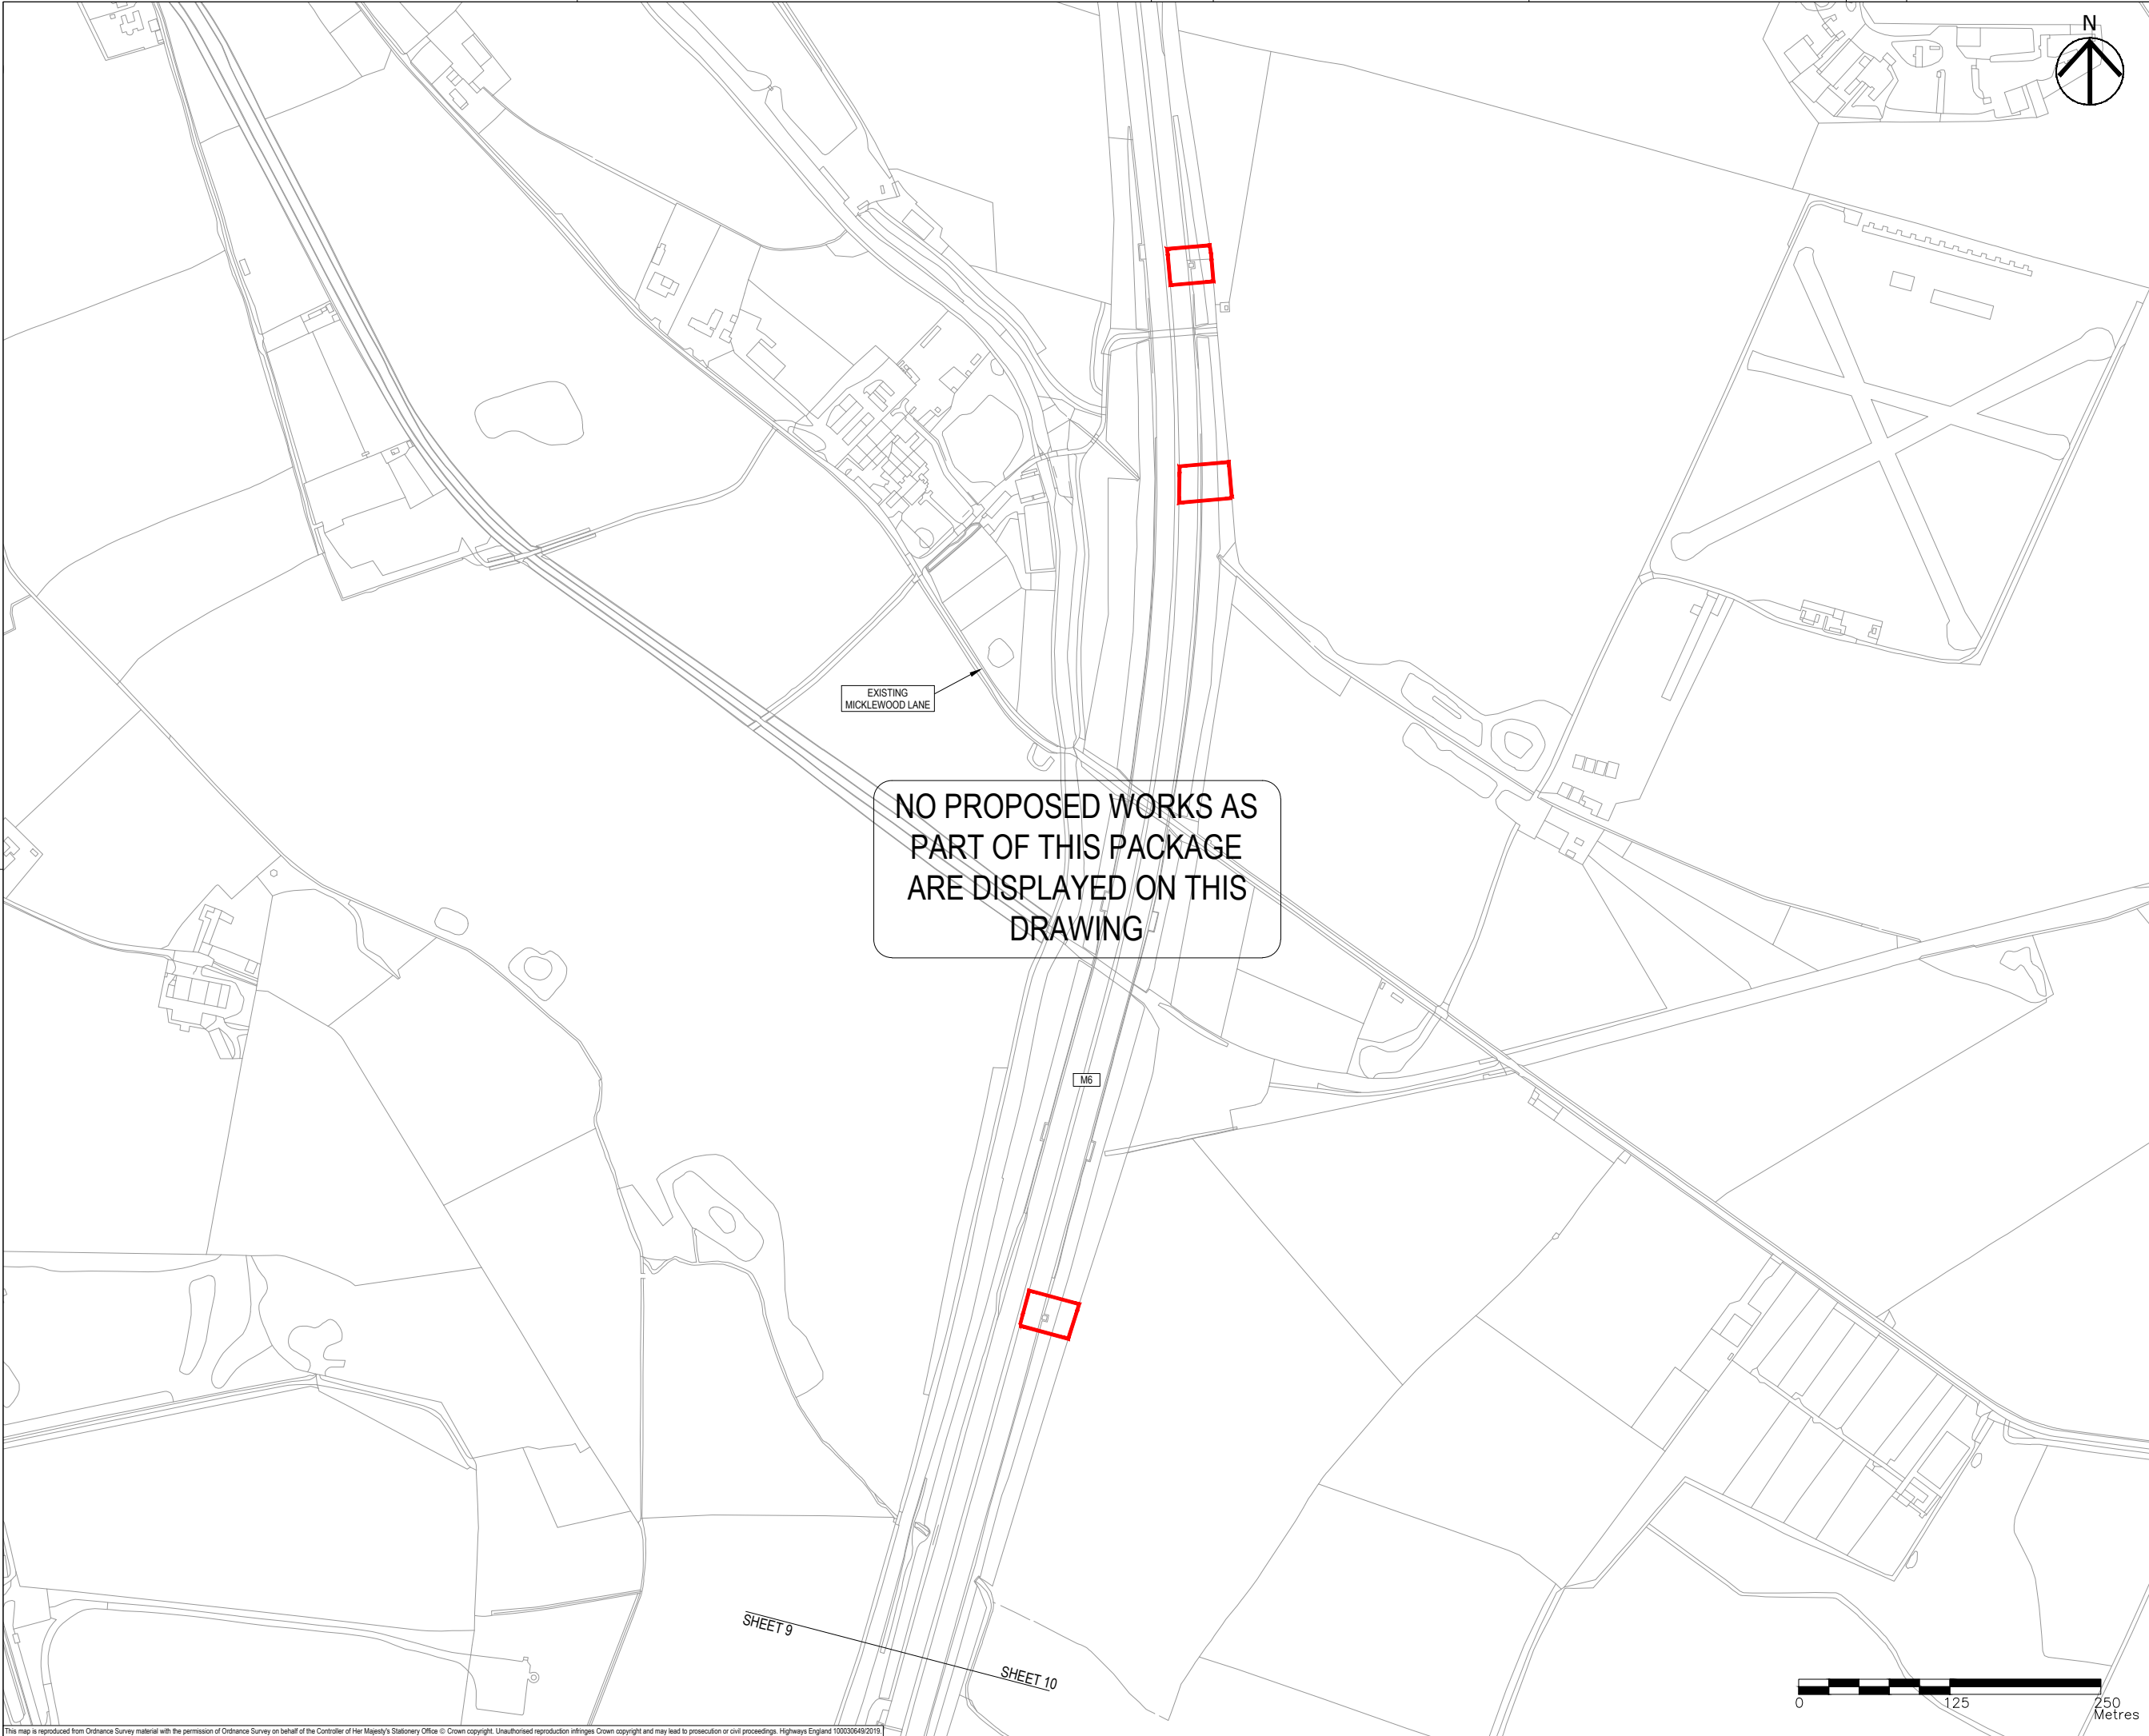 N
EXISTING
MICKLEWOOD LANE
NO PROPOSED WORKS AS
PART OF THIS PACKAGE
ARE DISPLAYED ON THIS
DRAWING
M6
SHEET 9
SHEET 10
0 125 250
Metres
This map is reproduced from Ordnance Survey material with the permission of Ordnance Survey on behalf of the Controller of Her Majesty's Stationery Office © Crown copyright. Unauthorised reproduction infringes Crown copyright and may lead to prosecution or civil proceedings. Highways England 100030649/2019.